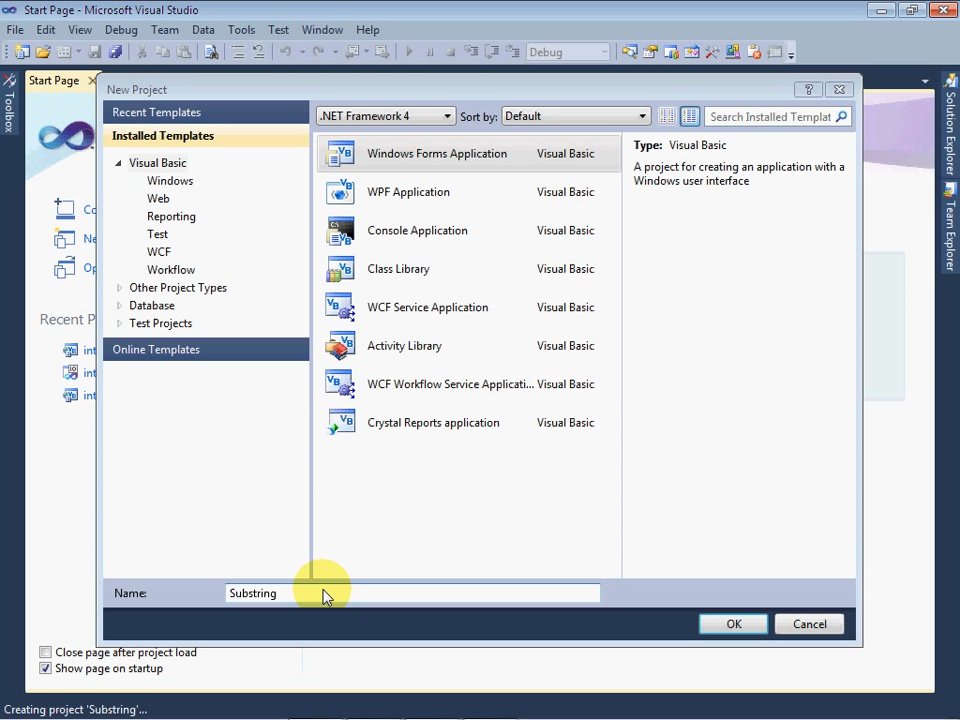 Start Page - Microsoft Visual Studio
File Edit View Debug Team Data Tools Test Window Help
Debug
Start Page
Toolbox
Solution Explorer
Team Explorer
Co
Ne
Op
Recent P
int
int
int
New Project
Recent Templates
Installed Templates
Visual Basic
Windows
Web
Reporting
Test
WCF
Workflow
Other Project Types
Database
Test Projects
Online Templates
.NET Framework 4 Sort by: Default Search Installed Templat
Windows Forms Application Visual Basic
WPF Application Visual Basic
Console Application Visual Basic
Class Library Visual Basic
WCF Service Application Visual Basic
Activity Library Visual Basic
WCF Workflow Service Applicati... Visual Basic
Crystal Reports application Visual Basic
Type: Visual Basic
A project for creating an application with a
Windows user interface
Name: Substring
OK Cancel
Close page after project load
Show page on startup
Creating project 'Substring'...